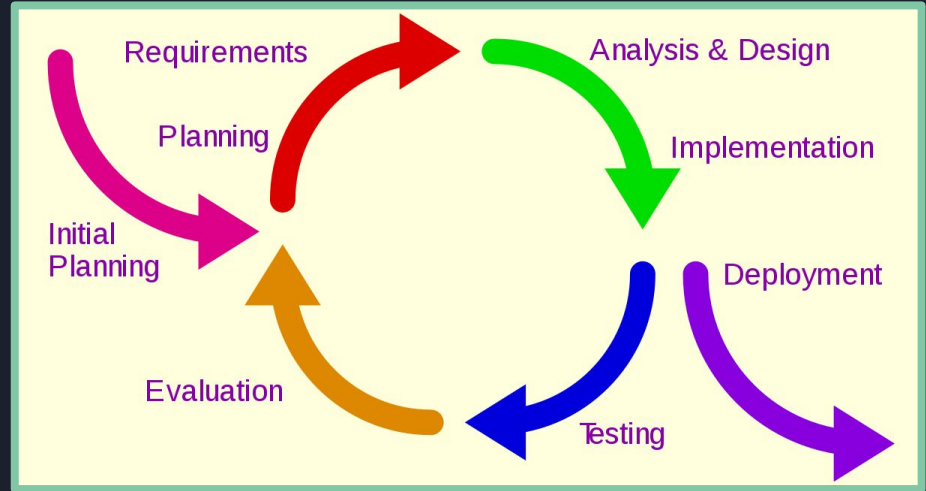 Requirements
Analysis & Design
Planning
Implementation
Initial
Planning
Deployment
Evaluation
Testing